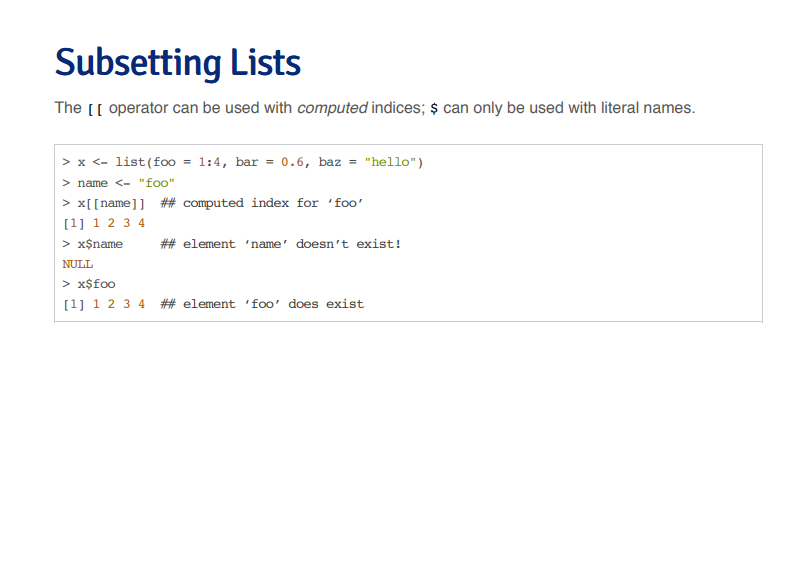 Subsetting Lists
The [[ operator can be used with computed indices; $ can only be used with literal names.
> x <- list(foo = 1:4, bar = 0.6, baz = "hello")
> name <- "foo"
> x[[name]]  ## computed index for ‘foo’
[1] 1 2 3 4
> x$name     ## element ‘name’ doesn’t exist!
NULL
> x$foo
[1] 1 2 3 4  ## element ‘foo’ does exist